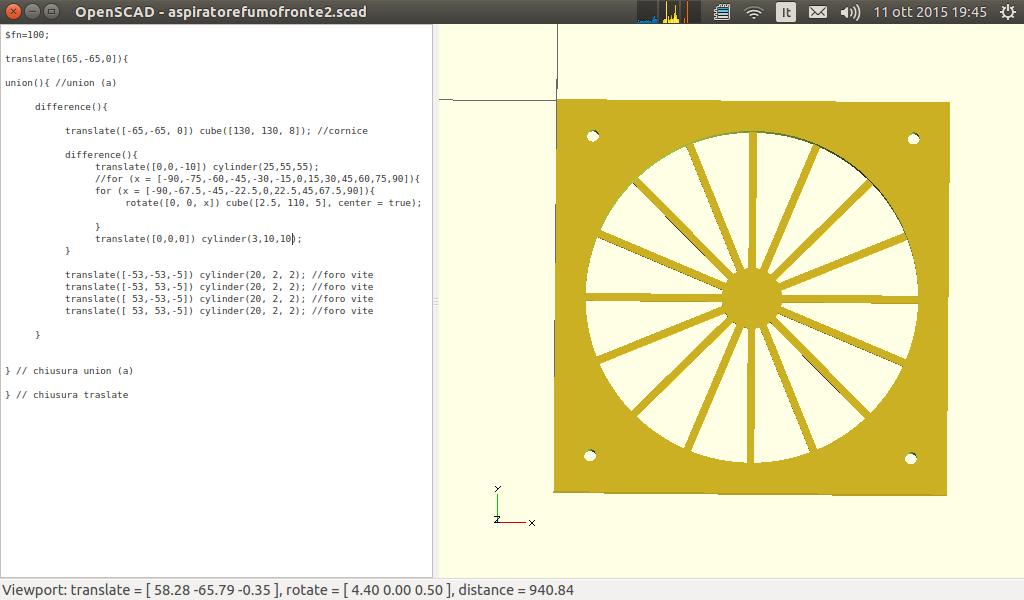 OpenSCAD - aspiratorefumofronte2.scad
It 11 ott 2015 19:45
$fn=100;
translate([65,-65,0]){
union(){ //union (a)
difference(){
translate([-65,-65, 0]) cube([130, 130, 8]); //cornice
difference(){
translate([0,0,-10]) cylinder(25,55,55);
//for (x = [-90,-75,-60,-45,-30,-15,0,15,30,45,60,75,90]){
for (x = [-90,-67.5,-45,-22.5,0,22.5,45,67.5,90]){
rotate([0, 0, x]) cube([2.5, 110, 5], center = true);
}
translate([0,0,0]) cylinder(3,10,10);
}
translate([-53,-53,-5]) cylinder(20, 2, 2); //foro vite
translate([-53, 53,-5]) cylinder(20, 2, 2); //foro vite
translate([ 53,-53,-5]) cylinder(20, 2, 2); //foro vite
translate([ 53, 53,-5]) cylinder(20, 2, 2); //foro vite
}
} // chiusura union (a)
} // chiusura traslate
Y
Z X
Viewport: translate = [ 58.28 -65.79 -0.35 ], rotate = [ 4.40 0.00 0.50 ], distance = 940.84